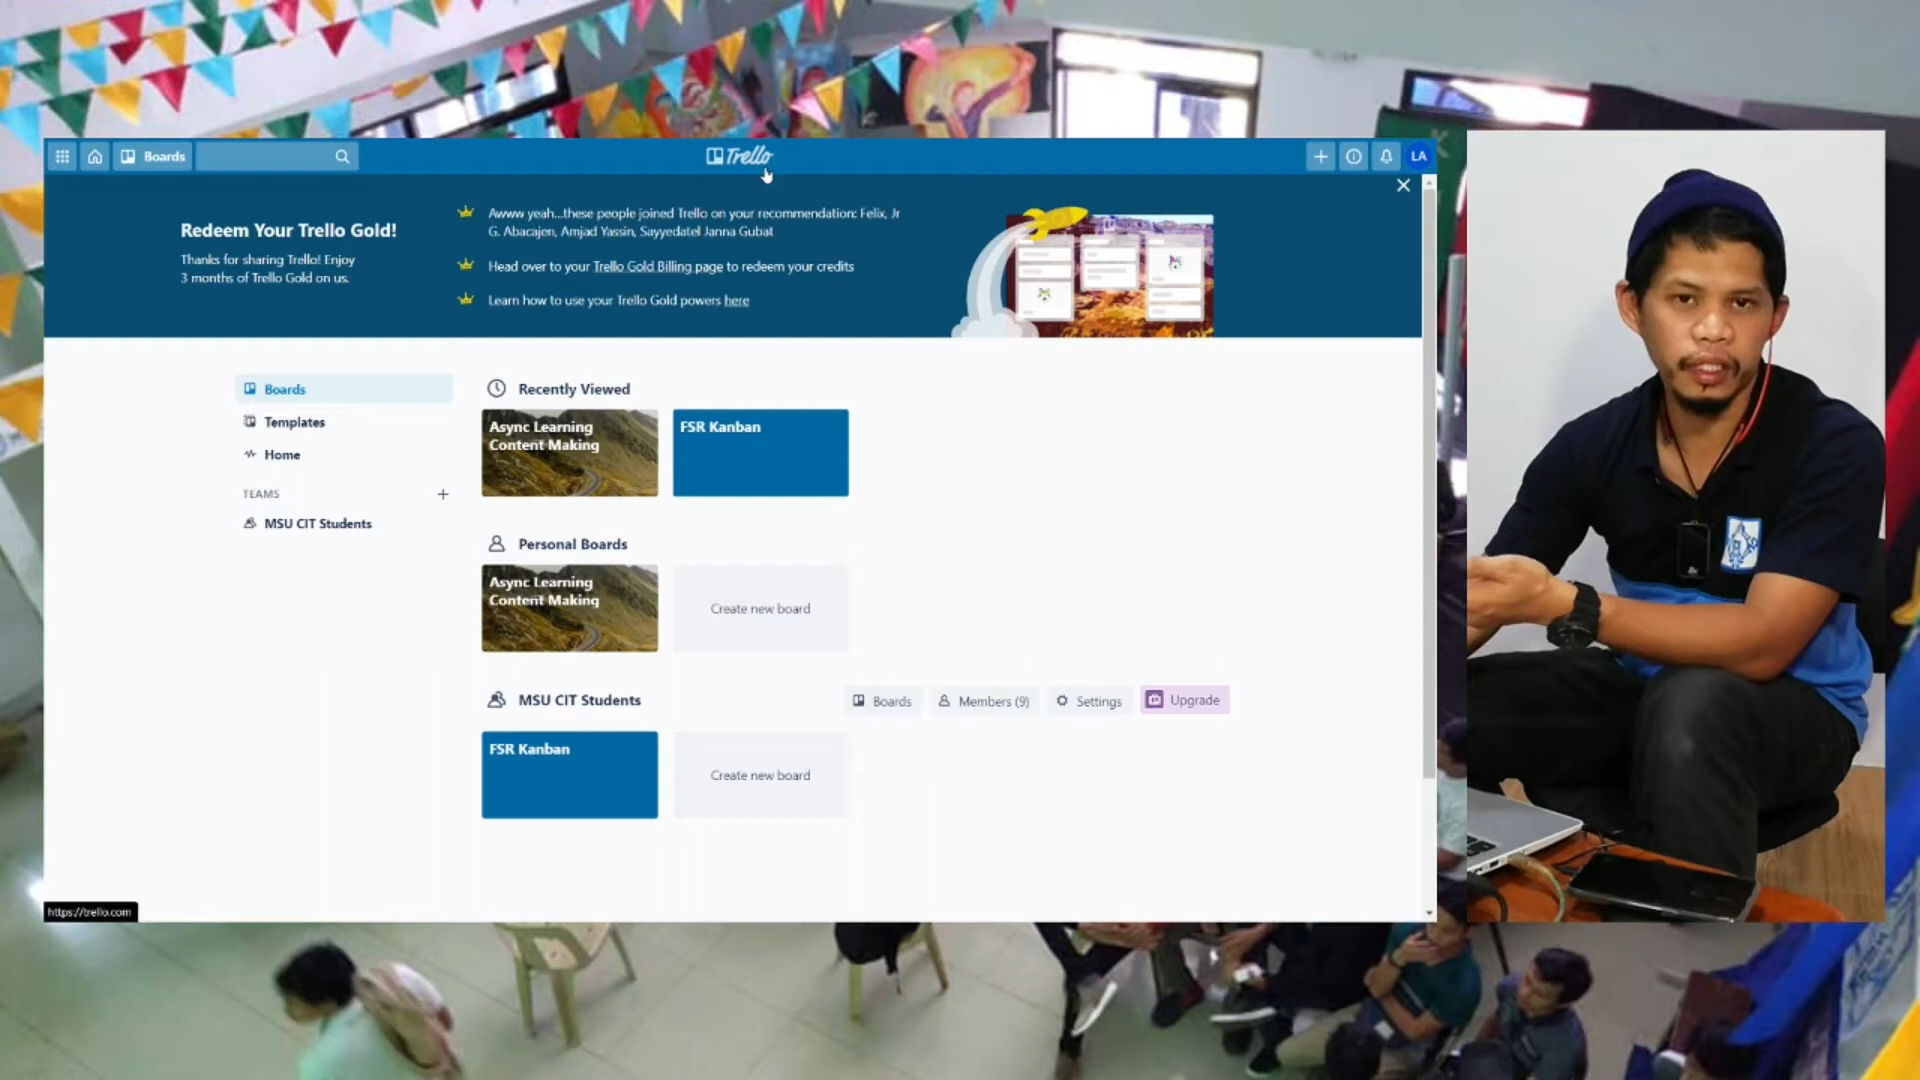 Boards
Trello
LA
Redeem Your Trello Gold!
Thanks for sharing Trello! Enjoy
3 months of Trello Gold on us.
Awww yeah...these people joined Trello on your recommendation: Felix, Jr
G. Abacajen, Amjad Yassin, Sayyedatel Janna Gubat
Head over to your Trello Gold Billing page to redeem your credits
Learn how to use your Trello Gold powers here
Boards
Templates
Home
TEAMS
MSU CIT Students
Recently Viewed
Async Learning
Content Making
FSR Kanban
Personal Boards
Async Learning
Content Making
Create new board
MSU CIT Students
Boards
Members (9)
Settings
Upgrade
FSR Kanban
Create new board
https://trello.com